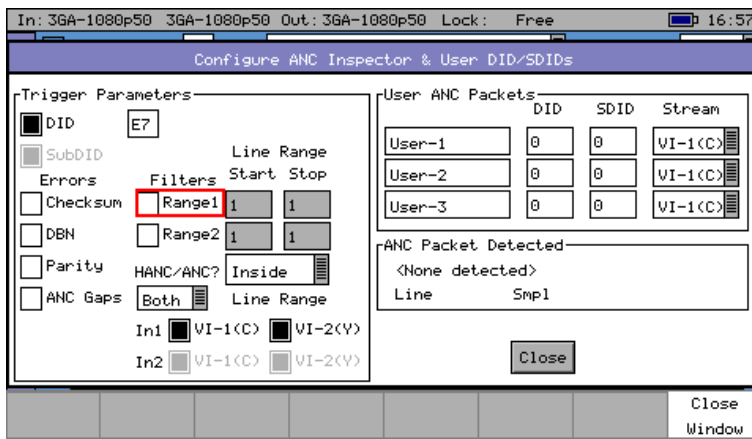 In: 3GA-1080p50 3GA-1080p50 Out: 3GA-1080p50 Lock: Free 16:57
Configure ANC Inspector & User DID/SDIDs
Trigger Parameters
DID E7
SubDID
Line Range
Errors Filters Start Stop
Checksum Range1 1 1
DBN Range2 1 1
Parity HANC/ANC? Inside
ANC Gaps Both Line Range
In1 VI-1(C) VI-2(Y)
In2 VI-1(C) VI-2(Y)
User ANC Packets
DID SDID Stream
User-1 0 0 VI-1(C)
User-2 0 0 VI-1(C)
User-3 0 0 VI-1(C)
ANC Packet Detected
<None detected>
Line Smpl
Close
Close
Window